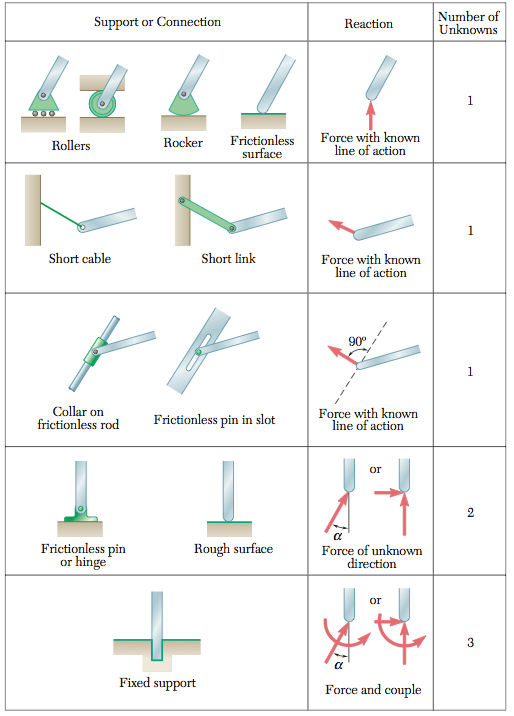 Support or Connection
Reaction
Number of
Unknowns
Rollers
Rocker
Frictionless
surface
Force with known
line of action
1
Short cable
Short link
Force with known
line of action
1
Collar on
frictionless rod
Frictionless pin in slot
90º
Force with known
line of action
1
Frictionless pin
or hinge
Rough surface
or
α
Force of unknown
direction
2
Fixed support
or
α
Force and couple
3